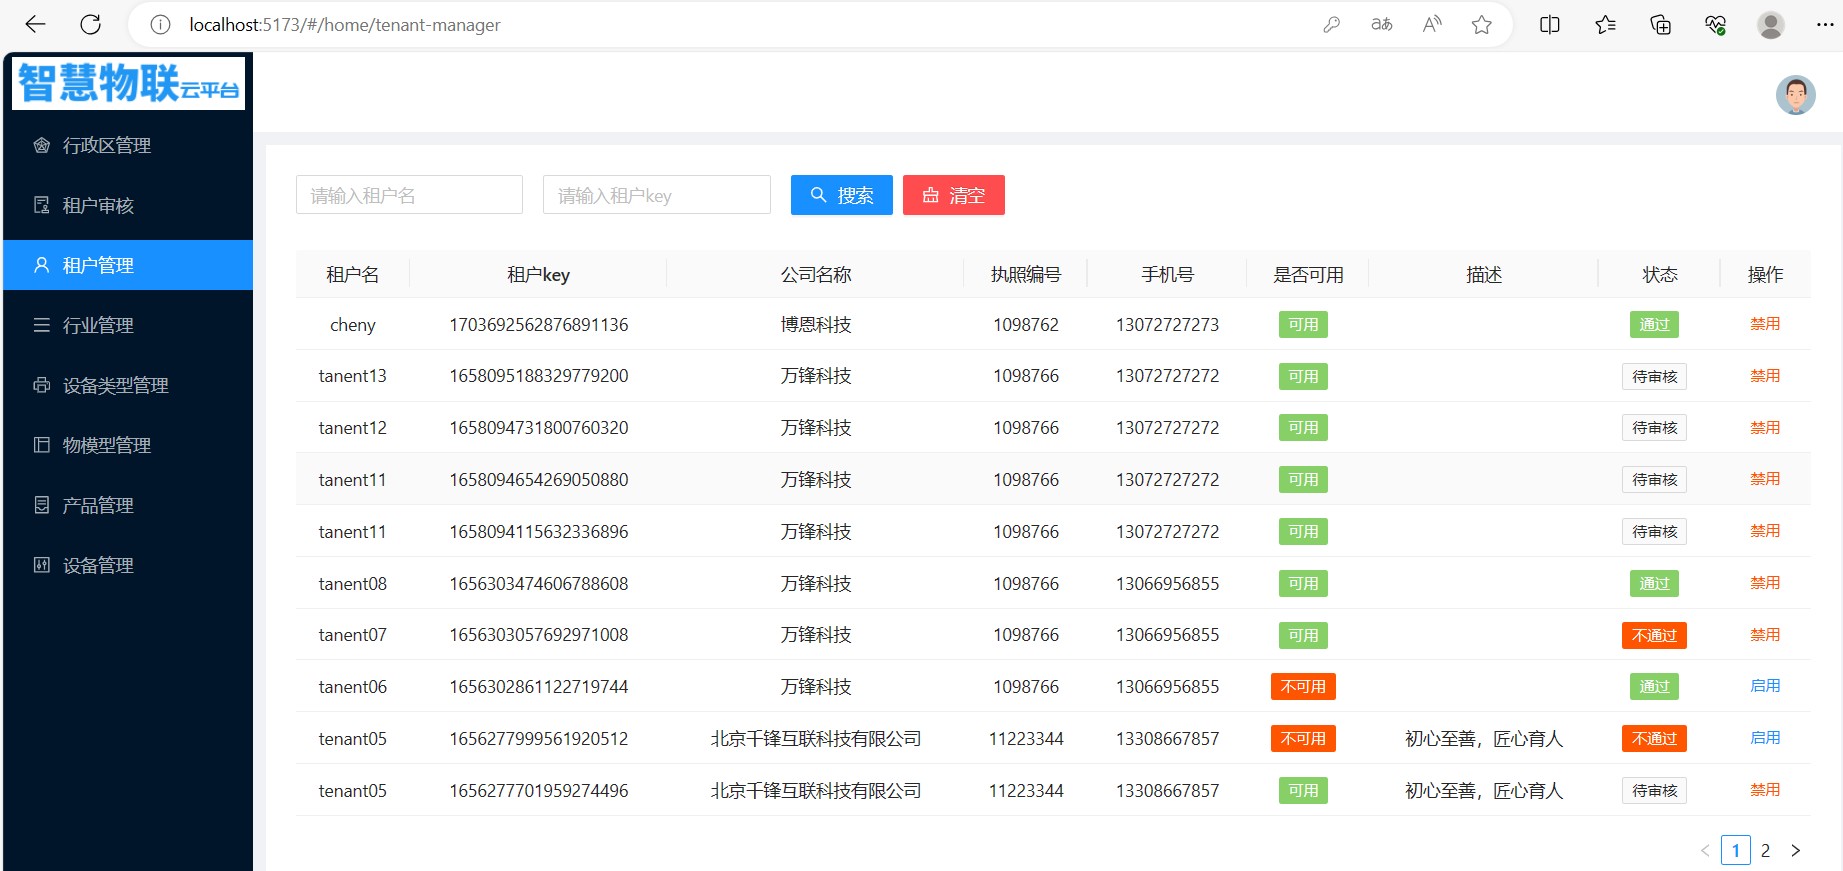 localhost:5173/#/home/tenant-manager
智慧物联云平台
行政区管理
租户审核
租户管理
行业管理
设备类型管理
物模型管理
产品管理
设备管理
请输入租户名 请输入租户key 搜索 清空
租户名 租户key 公司名称 执照编号 手机号 是否可用 描述 状态 操作
cheny 1703692562876891136 博恩科技 1098762 13072727273 可用 通过 禁用
tanent13 1658095188329779200 万锋科技 1098766 13072727272 可用 待审核 禁用
tanent12 1658094731800760320 万锋科技 1098766 13072727272 可用 待审核 禁用
tanent11 1658094654269050880 万锋科技 1098766 13072727272 可用 待审核 禁用
tanent11 1658094115632336896 万锋科技 1098766 13072727272 可用 待审核 禁用
tanent08 1656303474606788608 万锋科技 1098766 13066956855 可用 通过 禁用
tanent07 1656303057692971008 万锋科技 1098766 13066956855 可用 不通过 禁用
tanent06 1656302861122719744 万锋科技 1098766 13066956855 不可用 通过 启用
tenant05 1656277999561920512 北京千锋互联科技有限公司 11223344 13308667857 不可用 初心至善，匠心育人 不通过 启用
tenant05 1656277701959274496 北京千锋互联科技有限公司 11223344 13308667857 可用 初心至善，匠心育人 待审核 禁用
1 2